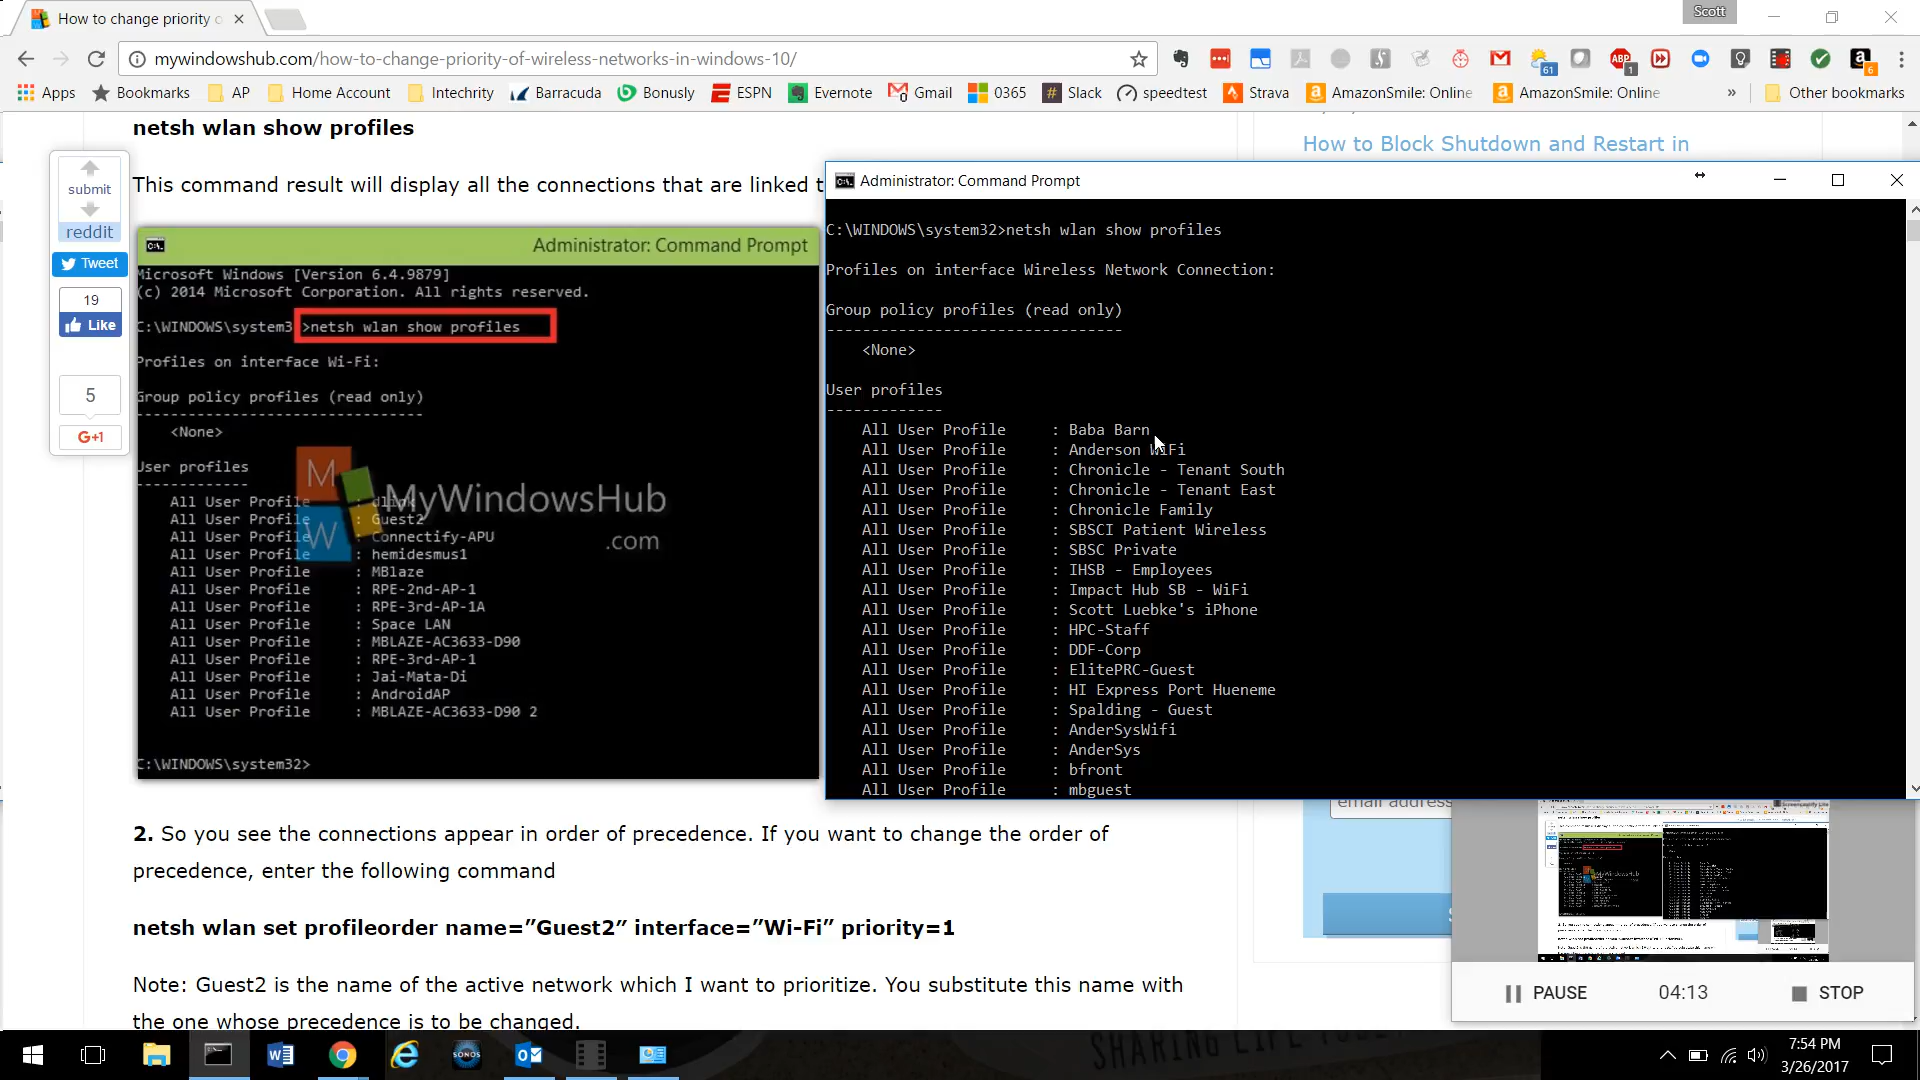 How to change priority o
Scott
mywindowshub.com/how-to-change-priority-of-wireless-networks-in-windows-10/
61
ABP
1
6
Apps
Bookmarks
AP
Home Account
Intechrity
Barracuda
Bonusly
ESPN
Evernote
Gmail
0365
Slack
speedtest
Strava
AmazonSmile: Online
AmazonSmile: Online
»
Other bookmarks
netsh wlan show profiles
How to Block Shutdown and Restart in
submit
reddit
Tweet
19
Like
5
G+1
This command result will display all the connections that are linked t
Administrator: Command Prompt
Microsoft Windows [Version 6.4.9879]
(c) 2014 Microsoft Corporation. All rights reserved.
C:\WINDOWS\system3 >netsh wlan show profiles
Profiles on interface Wi-Fi:
Group policy profiles (read only)
---------------------------------
<None>
User profiles
-------------
All User Profile : dlink
All User Profile : Guest2
All User Profile : Connectify-APU
All User Profile : hemidesmus1
All User Profile : MBlaze
All User Profile : RPE-2nd-AP-1
All User Profile : RPE-3rd-AP-1A
All User Profile : Space LAN
All User Profile : MBLAZE-AC3633-D90
All User Profile : RPE-3rd-AP-1
All User Profile : Jai-Mata-Di
All User Profile : AndroidAP
All User Profile : MBLAZE-AC3633-D90 2
C:\WINDOWS\system32>
M
W
MyWindowsHub
.com
Administrator: Command Prompt
C:\WINDOWS\system32>netsh wlan show profiles
Profiles on interface Wireless Network Connection:
Group policy profiles (read only)
---------------------------------
<None>
User profiles
-------------
All User Profile : Baba Barn
All User Profile : Anderson WiFi
All User Profile : Chronicle - Tenant South
All User Profile : Chronicle - Tenant East
All User Profile : Chronicle Family
All User Profile : SBSCI Patient Wireless
All User Profile : SBSC Private
All User Profile : IHSB - Employees
All User Profile : Impact Hub SB - WiFi
All User Profile : Scott Luebke's iPhone
All User Profile : HPC-Staff
All User Profile : DDF-Corp
All User Profile : ElitePRC-Guest
All User Profile : HI Express Port Hueneme
All User Profile : Spalding - Guest
All User Profile : AnderSysWifi
All User Profile : AnderSys
All User Profile : bfront
All User Profile : mbguest
email address
2. So you see the connections appear in order of precedence. If you want to change the order of
precedence, enter the following command
netsh wlan set profileorder name=”Guest2” interface=”Wi-Fi” priority=1
Note: Guest2 is the name of the active network which I want to prioritize. You substitute this name with
the one whose precedence is to be changed.
PAUSE
04:13
STOP
SONOS
SHARING LIFE
7:54 PM
3/26/2017